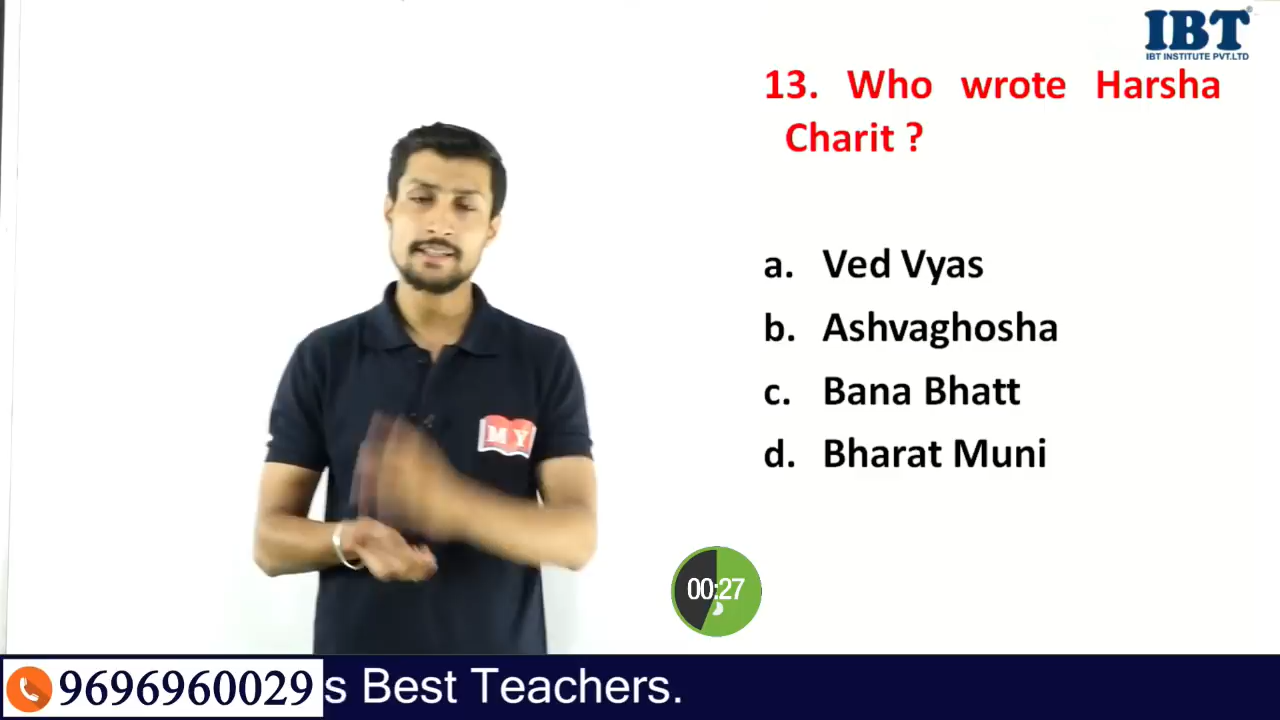 IBT
IBT INSTITUTE PVT.LTD
13. Who wrote Harsha
Charit ?
a. Ved Vyas
b. Ashvaghosha
c. Bana Bhatt
d. Bharat Muni
M Y
00:27
9696960029
s Best Teachers.